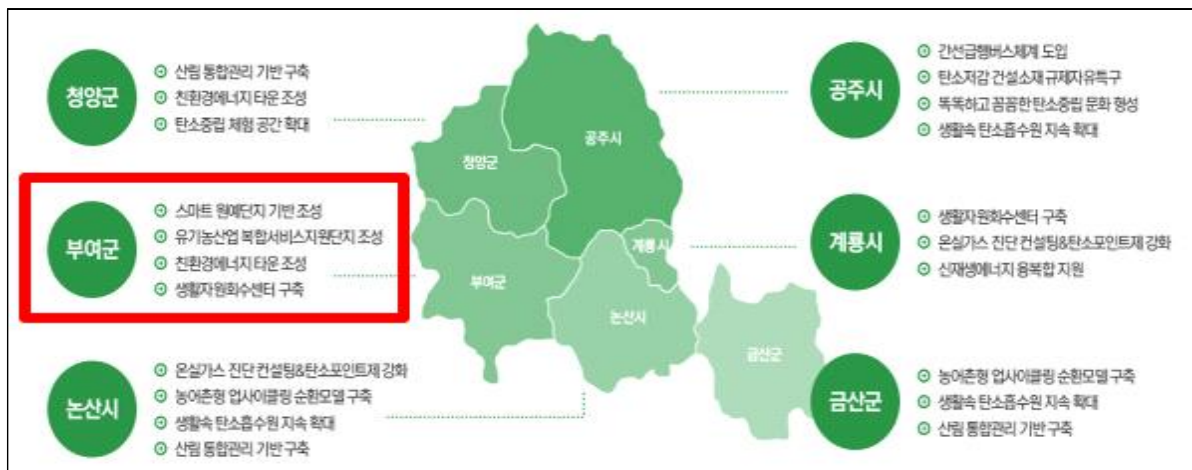 청양군
산림 통합관리 기반 구축
친환경에너지 타운 조성
탄소중립 체험 공간 확대
부여군
스마트 원예단지 기반 조성
유기농산업 복합서비스지원단지 조성
친환경에너지 타운 조성
생활자원회수센터 구축
논산시
온실가스 진단 컨설팅&탄소포인트제 강화
농어촌형 업사이클링 순환모델 구축
생활속 탄소흡수원 지속 확대
산림 통합관리 기반 구축
공주시
청양군
계룡시
부여군
논산시
금산군
공주시
간선급행버스체계 도입
탄소저감 건설소재 규제자유특구
똑똑하고 꼼꼼한 탄소중립 문화 형성
생활속 탄소흡수원 지속 확대
계룡시
생활자원회수센터 구축
온실가스 진단 컨설팅&탄소포인트제 강화
신재생에너지 융복합 지원
금산군
농어촌형 업사이클링 순환모델 구축
생활속 탄소흡수원 지속 확대
산림 통합관리 기반 구축